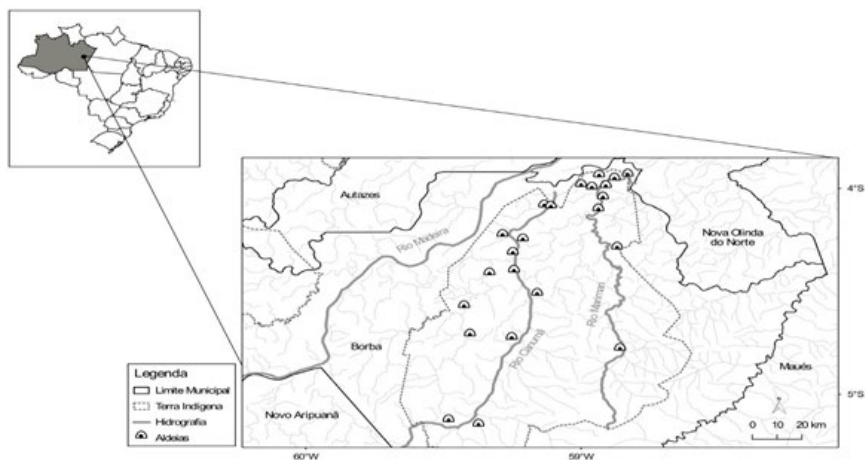 Autazes
4°S
Nova Olinda
do Norte
Rio Madeira
Rio Marimari
Rio Canumã
Borba
Maués
Novo Aripuanã
5°S
Legenda
Limite Municipal
Terra Indígena
Hidrografia
Aldeias
0 10 20 km
60°W
59°W